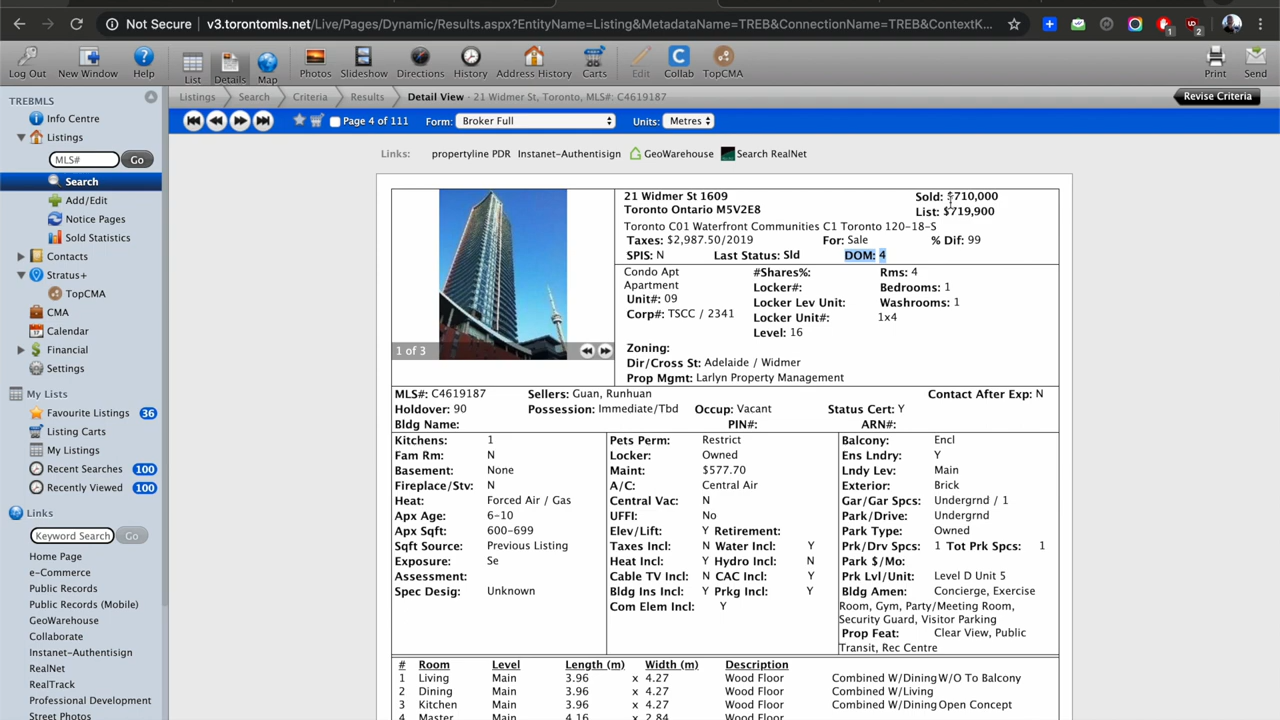 Not Secure | v3.torontomls.net/Live/Pages/Dynamic/Results.aspx?EntityName=Listing&MetadataName=TREB&ConnectionName=TREB&ContextK...
1 2
Log Out New Window Help List Details Map Photos Slideshow Directions History Address History Carts Edit Collab TopCMA Print Send
TREBMLS
Listings Search Criteria Results Detail View · 21 Widmer St, Toronto, MLS#: C4619187 Revise Criteria
Page 4 of 111 Form: Broker Full Units: Metres
Links: propertyline PDR Instanet-Authentisign GeoWarehouse Search RealNet
Info Centre
Listings
MLS# Go
Search
Add/Edit
Notice Pages
Sold Statistics
Contacts
Stratus+
TopCMA
CMA
Calendar
Financial
Settings
My Lists
Favourite Listings 36
Listing Carts
My Listings
Recent Searches 100
Recently Viewed 100
Links
Keyword Search Go
Home Page
e-Commerce
Public Records
Public Records (Mobile)
GeoWarehouse
Collaborate
Instanet-Authentisign
RealNet
RealTrack
Professional Development
Street Photos
1 of 3
21 Widmer St 1609 Sold: $710,000
Toronto Ontario M5V2E8 List: $719,900
Toronto C01 Waterfront Communities C1 Toronto 120-18-S
Taxes: $2,987.50/2019 For: Sale % Dif: 99
SPIS: N Last Status: Sld DOM: 4
Condo Apt #Shares%: Rms: 4
Apartment Locker#: Bedrooms: 1
Unit#: 09 Locker Lev Unit: Washrooms: 1
Corp#: TSCC / 2341 Locker Unit#: 1x4
Level: 16
Zoning:
Dir/Cross St: Adelaide / Widmer
Prop Mgmt: Larlyn Property Management
MLS#: C4619187 Sellers: Guan, Runhuan Contact After Exp: N
Holdover: 90 Possession: Immediate/Tbd Occup: Vacant Status Cert: Y
Bldg Name: PIN#: ARN#:
Kitchens: 1 Pets Perm: Restrict Balcony: Encl
Fam Rm: N Locker: Owned Ens Lndry: Y
Basement: None Maint: $577.70 Lndy Lev: Main
Fireplace/Stv: N A/C: Central Air Exterior: Brick
Heat: Forced Air / Gas Central Vac: N Gar/Gar Spcs: Undergrnd / 1
Apx Age: 6-10 UFFI: No Park/Drive: Undergrnd
Apx Sqft: 600-699 Elev/Lift: Y Retirement: Park Type: Owned
Sqft Source: Previous Listing Taxes Incl: N Water Incl: Y Prk/Drv Spcs: 1 Tot Prk Spcs: 1
Exposure: Se Heat Incl: Y Hydro Incl: N Park $/Mo:
Assessment: Cable TV Incl: N CAC Incl: Y Prk Lvl/Unit: Level D Unit 5
Spec Desig: Unknown Bldg Ins Incl: Y Prkg Incl: Y Bldg Amen: Concierge, Exercise
Com Elem Incl: Y Room, Gym, Party/Meeting Room,
Security Guard, Visitor Parking
Prop Feat: Clear View, Public
Transit, Rec Centre
# Room Level Length (m) Width (m) Description
1 Living Main 3.96 x 4.27 Wood Floor Combined W/Dining W/O To Balcony
2 Dining Main 3.96 x 4.27 Wood Floor Combined W/Living
3 Kitchen Main 3.96 x 4.27 Wood Floor Combined W/Dining Open Concept
4 Master Main 4.16 x 2.84 Wood Floor